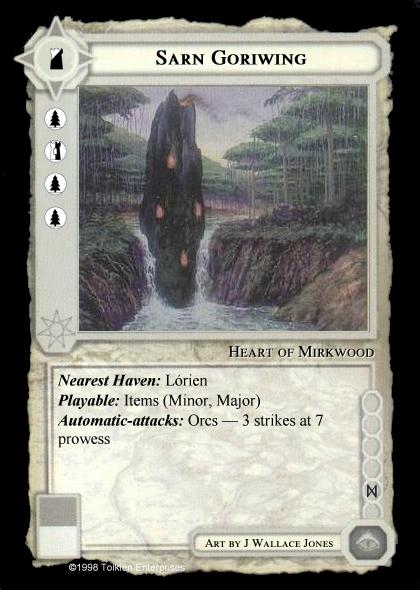 SARN GORIWING
HEART OF MIRKWOOD
Nearest Haven: Lórien
Playable: Items (Minor, Major)
Automatic-attacks: Orcs — 3 strikes at 7
prowess
ART BY J WALLACE JONES
©1998 Tolkien Enterprises